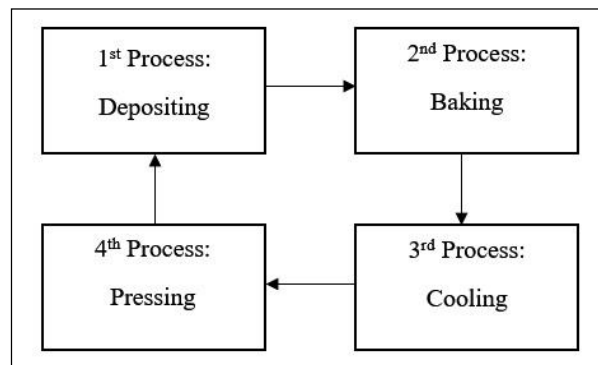 1st Process:
Depositing
2nd Process:
Baking
3rd Process:
Cooling
4th Process:
Pressing